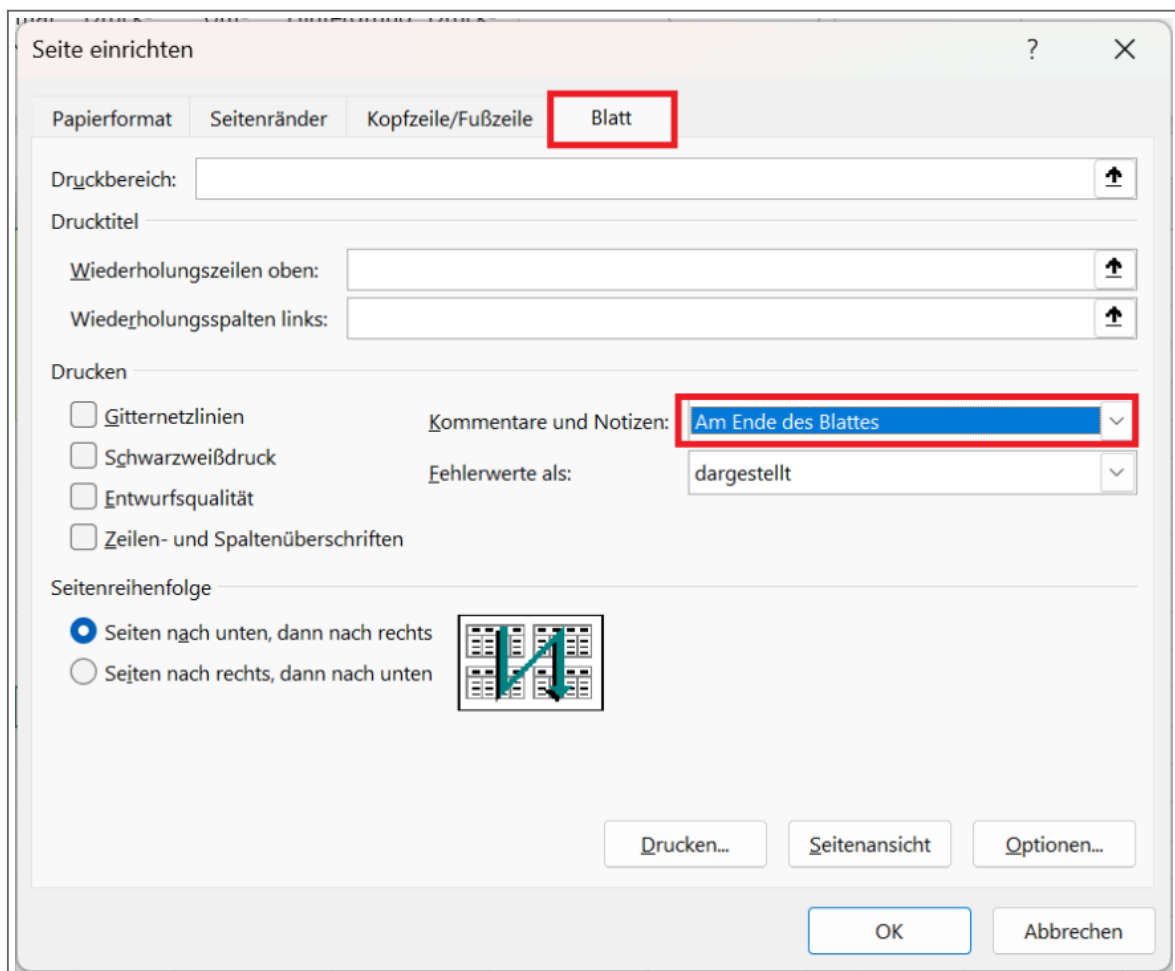 Seite einrichten ?
Papierformat Seitenränder Kopfzeile/Fußzeile Blatt
Druckbereich:
Drucktitel
Wiederholungszeilen oben:
Wiederholungsspalten links:
Drucken
Gitternetzlinien Kommentare und Notizen: Am Ende des Blattes
Schwarzweißdruck Fehlerwerte als: dargestellt
Entwurfsqualität
Zeilen- und Spaltenüberschriften
Seitenreihenfolge
Seiten nach unten, dann nach rechts
Seiten nach rechts, dann nach unten
Drucken... Seitenansicht Optionen...
OK Abbrechen